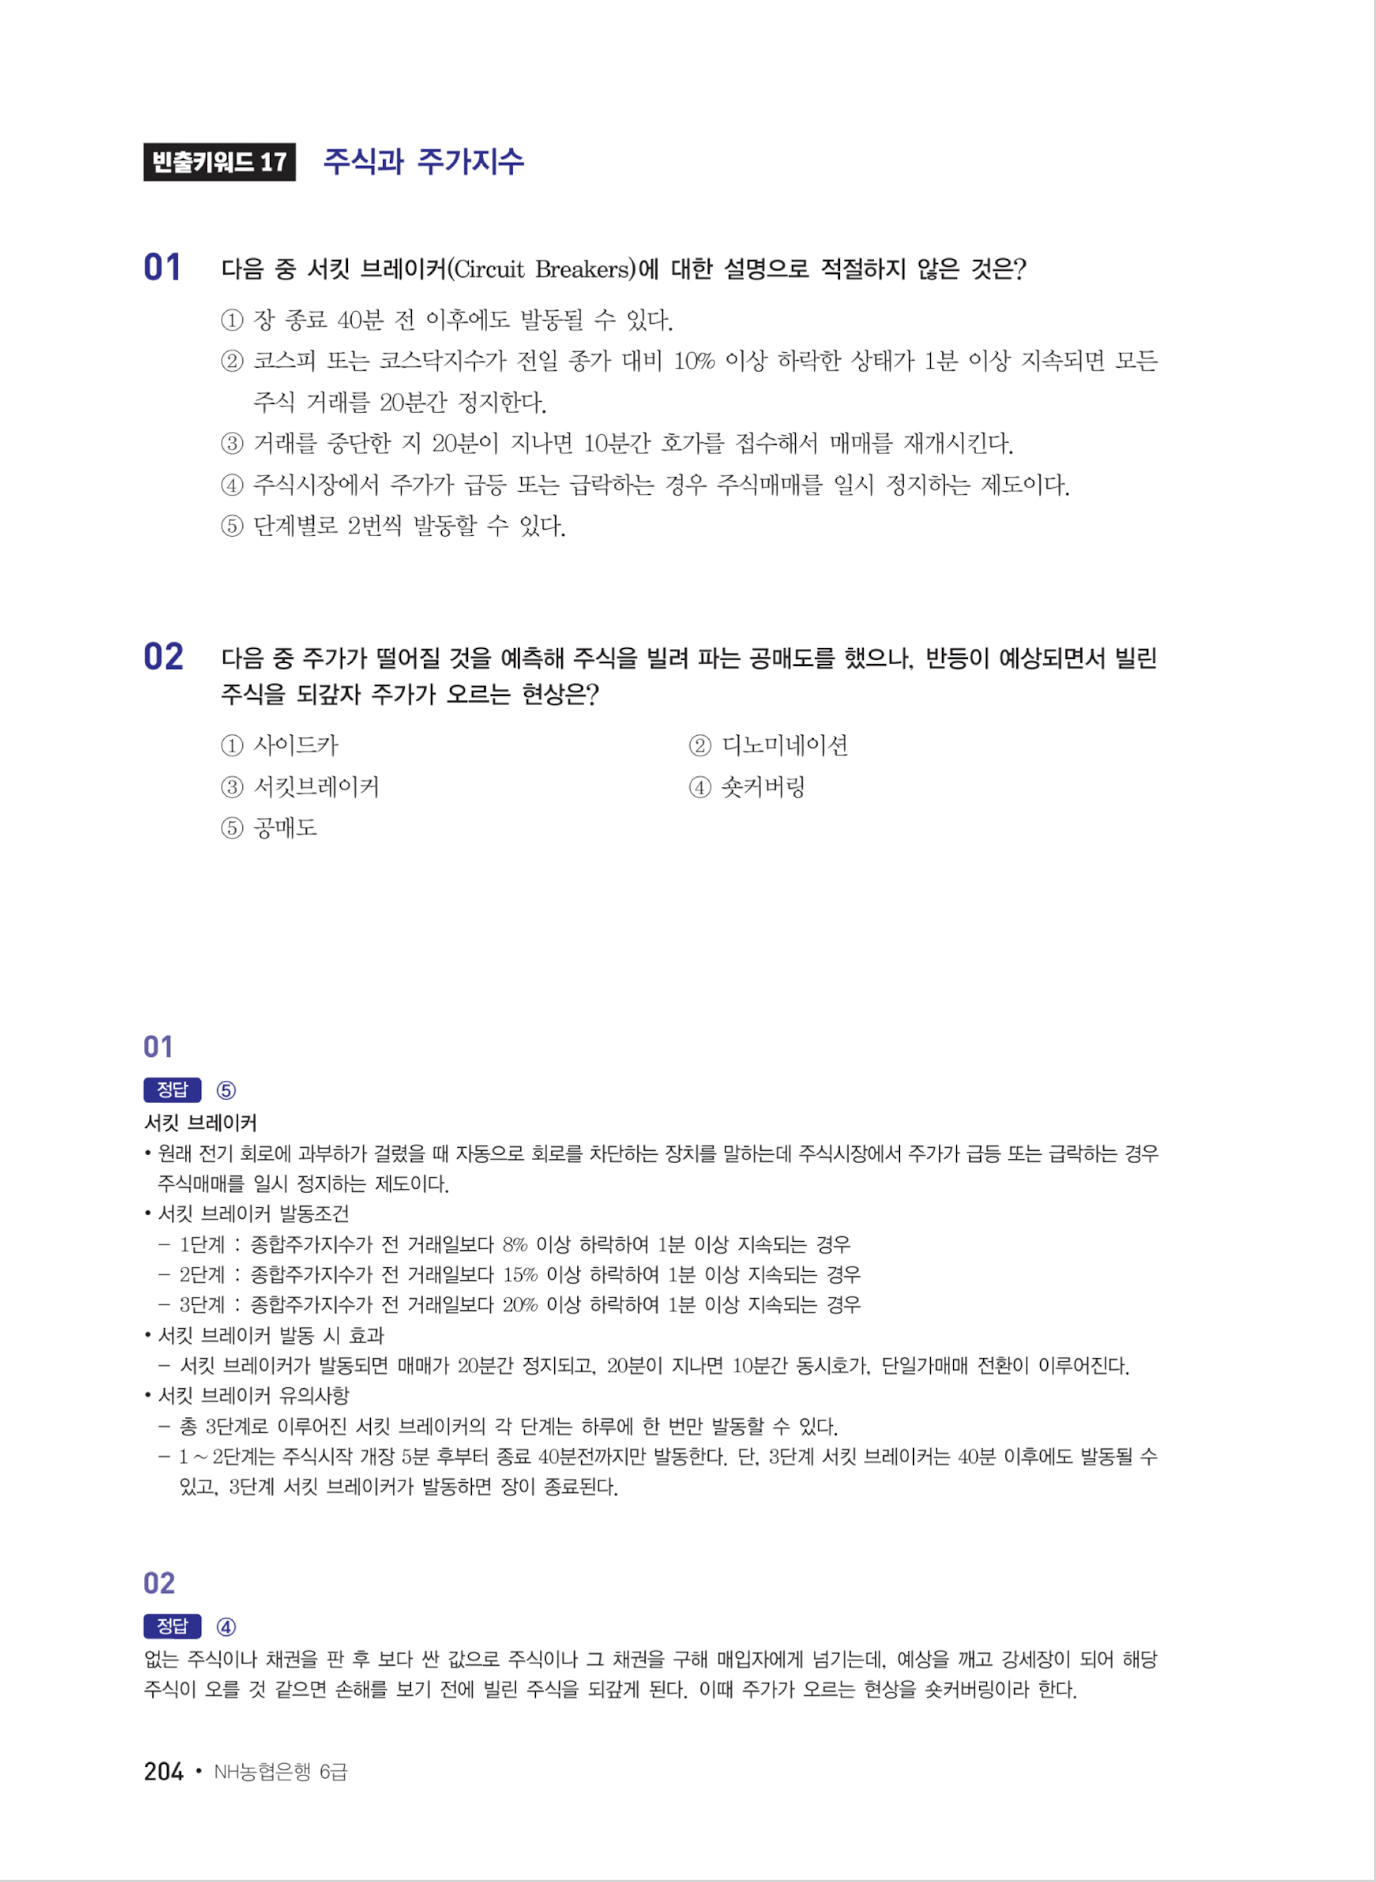 빈출키워드 17 주식과 주가지수
01 다음 중 서킷 브레이커(Circuit Breakers)에 대한 설명으로 적절하지 않은 것은?
① 장 종료 40분 전 이후에도 발동될 수 있다.
② 코스피 또는 코스닥지수가 전일 종가 대비 10% 이상 하락한 상태가 1분 이상 지속되면 모든
주식 거래를 20분간 정지한다.
③ 거래를 중단한 지 20분이 지나면 10분간 호가를 접수해서 매매를 재개시킨다.
④ 주식시장에서 주가가 급등 또는 급락하는 경우 주식매매를 일시 정지하는 제도이다.
⑤ 단계별로 2번씩 발동할 수 있다.
02 다음 중 주가가 떨어질 것을 예측해 주식을 빌려 파는 공매도를 했으나, 반등이 예상되면서 빌린
주식을 되갚자 주가가 오르는 현상은?
① 사이드카 ② 디노미네이션
③ 서킷브레이커 ④ 숏커버링
⑤ 공매도
01
정답 ⑤
서킷 브레이커
• 원래 전기 회로에 과부하가 걸렸을 때 자동으로 회로를 차단하는 장치를 말하는데 주식시장에서 주가가 급등 또는 급락하는 경우
주식매매를 일시 정지하는 제도이다.
• 서킷 브레이커 발동조건
- 1단계 : 종합주가지수가 전 거래일보다 8% 이상 하락하여 1분 이상 지속되는 경우
- 2단계 : 종합주가지수가 전 거래일보다 15% 이상 하락하여 1분 이상 지속되는 경우
- 3단계 : 종합주가지수가 전 거래일보다 20% 이상 하락하여 1분 이상 지속되는 경우
• 서킷 브레이커 발동 시 효과
- 서킷 브레이커가 발동되면 매매가 20분간 정지되고, 20분이 지나면 10분간 동시호가, 단일가매매 전환이 이루어진다.
• 서킷 브레이커 유의사항
- 총 3단계로 이루어진 서킷 브레이커의 각 단계는 하루에 한 번만 발동할 수 있다.
- 1 ~ 2단계는 주식시작 개장 5분 후부터 종료 40분전까지만 발동한다. 단, 3단계 서킷 브레이커는 40분 이후에도 발동될 수
있고, 3단계 서킷 브레이커가 발동하면 장이 종료된다.
02
정답 ④
없는 주식이나 채권을 판 후 보다 싼 값으로 주식이나 그 채권을 구해 매입자에게 넘기는데, 예상을 깨고 강세장이 되어 해당
주식이 오를 것 같으면 손해를 보기 전에 빌린 주식을 되갚게 된다. 이때 주가가 오르는 현상을 숏커버링이라 한다.
204 • NH농협은행 6급